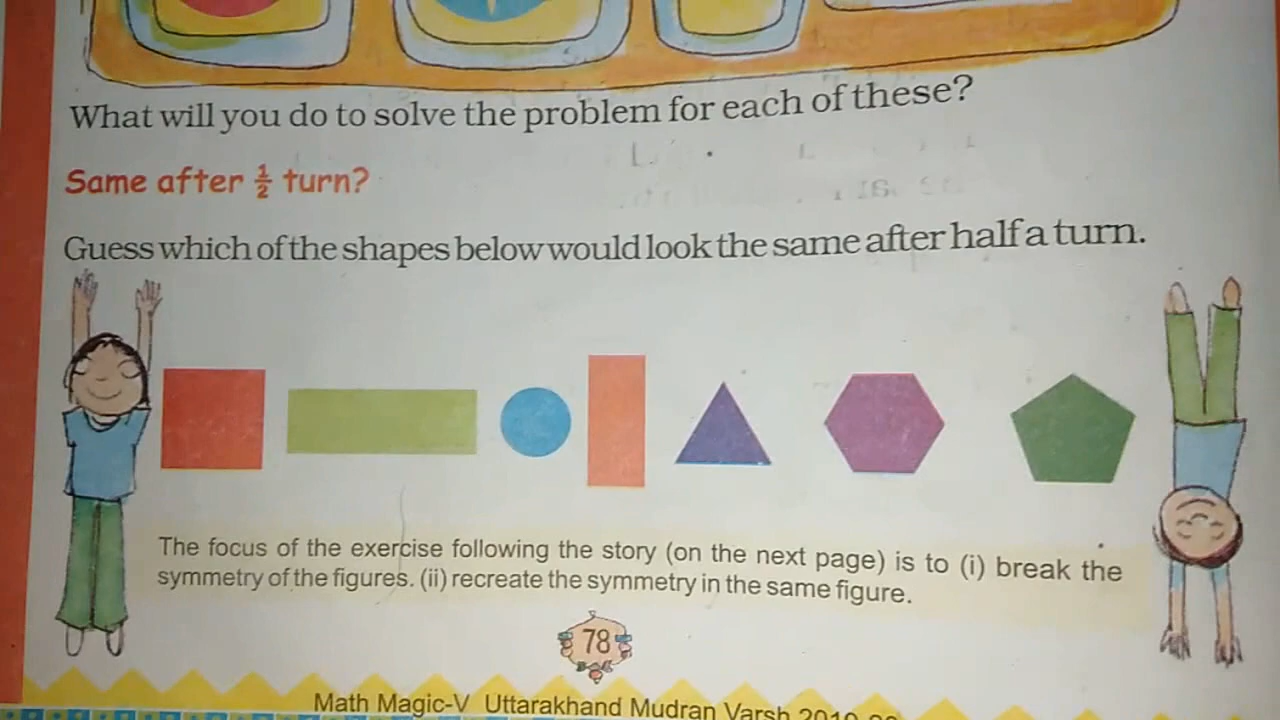 What will you do to solve the problem for each of these?
Same after ½ turn?
Guess which of the shapes below would look the same after half a turn.
The focus of the exercise following the story (on the next page) is to (i) break the
symmetry of the figures. (ii) recreate the symmetry in the same figure.
78
Math Magic-V Uttarakhand Mudran Varsh